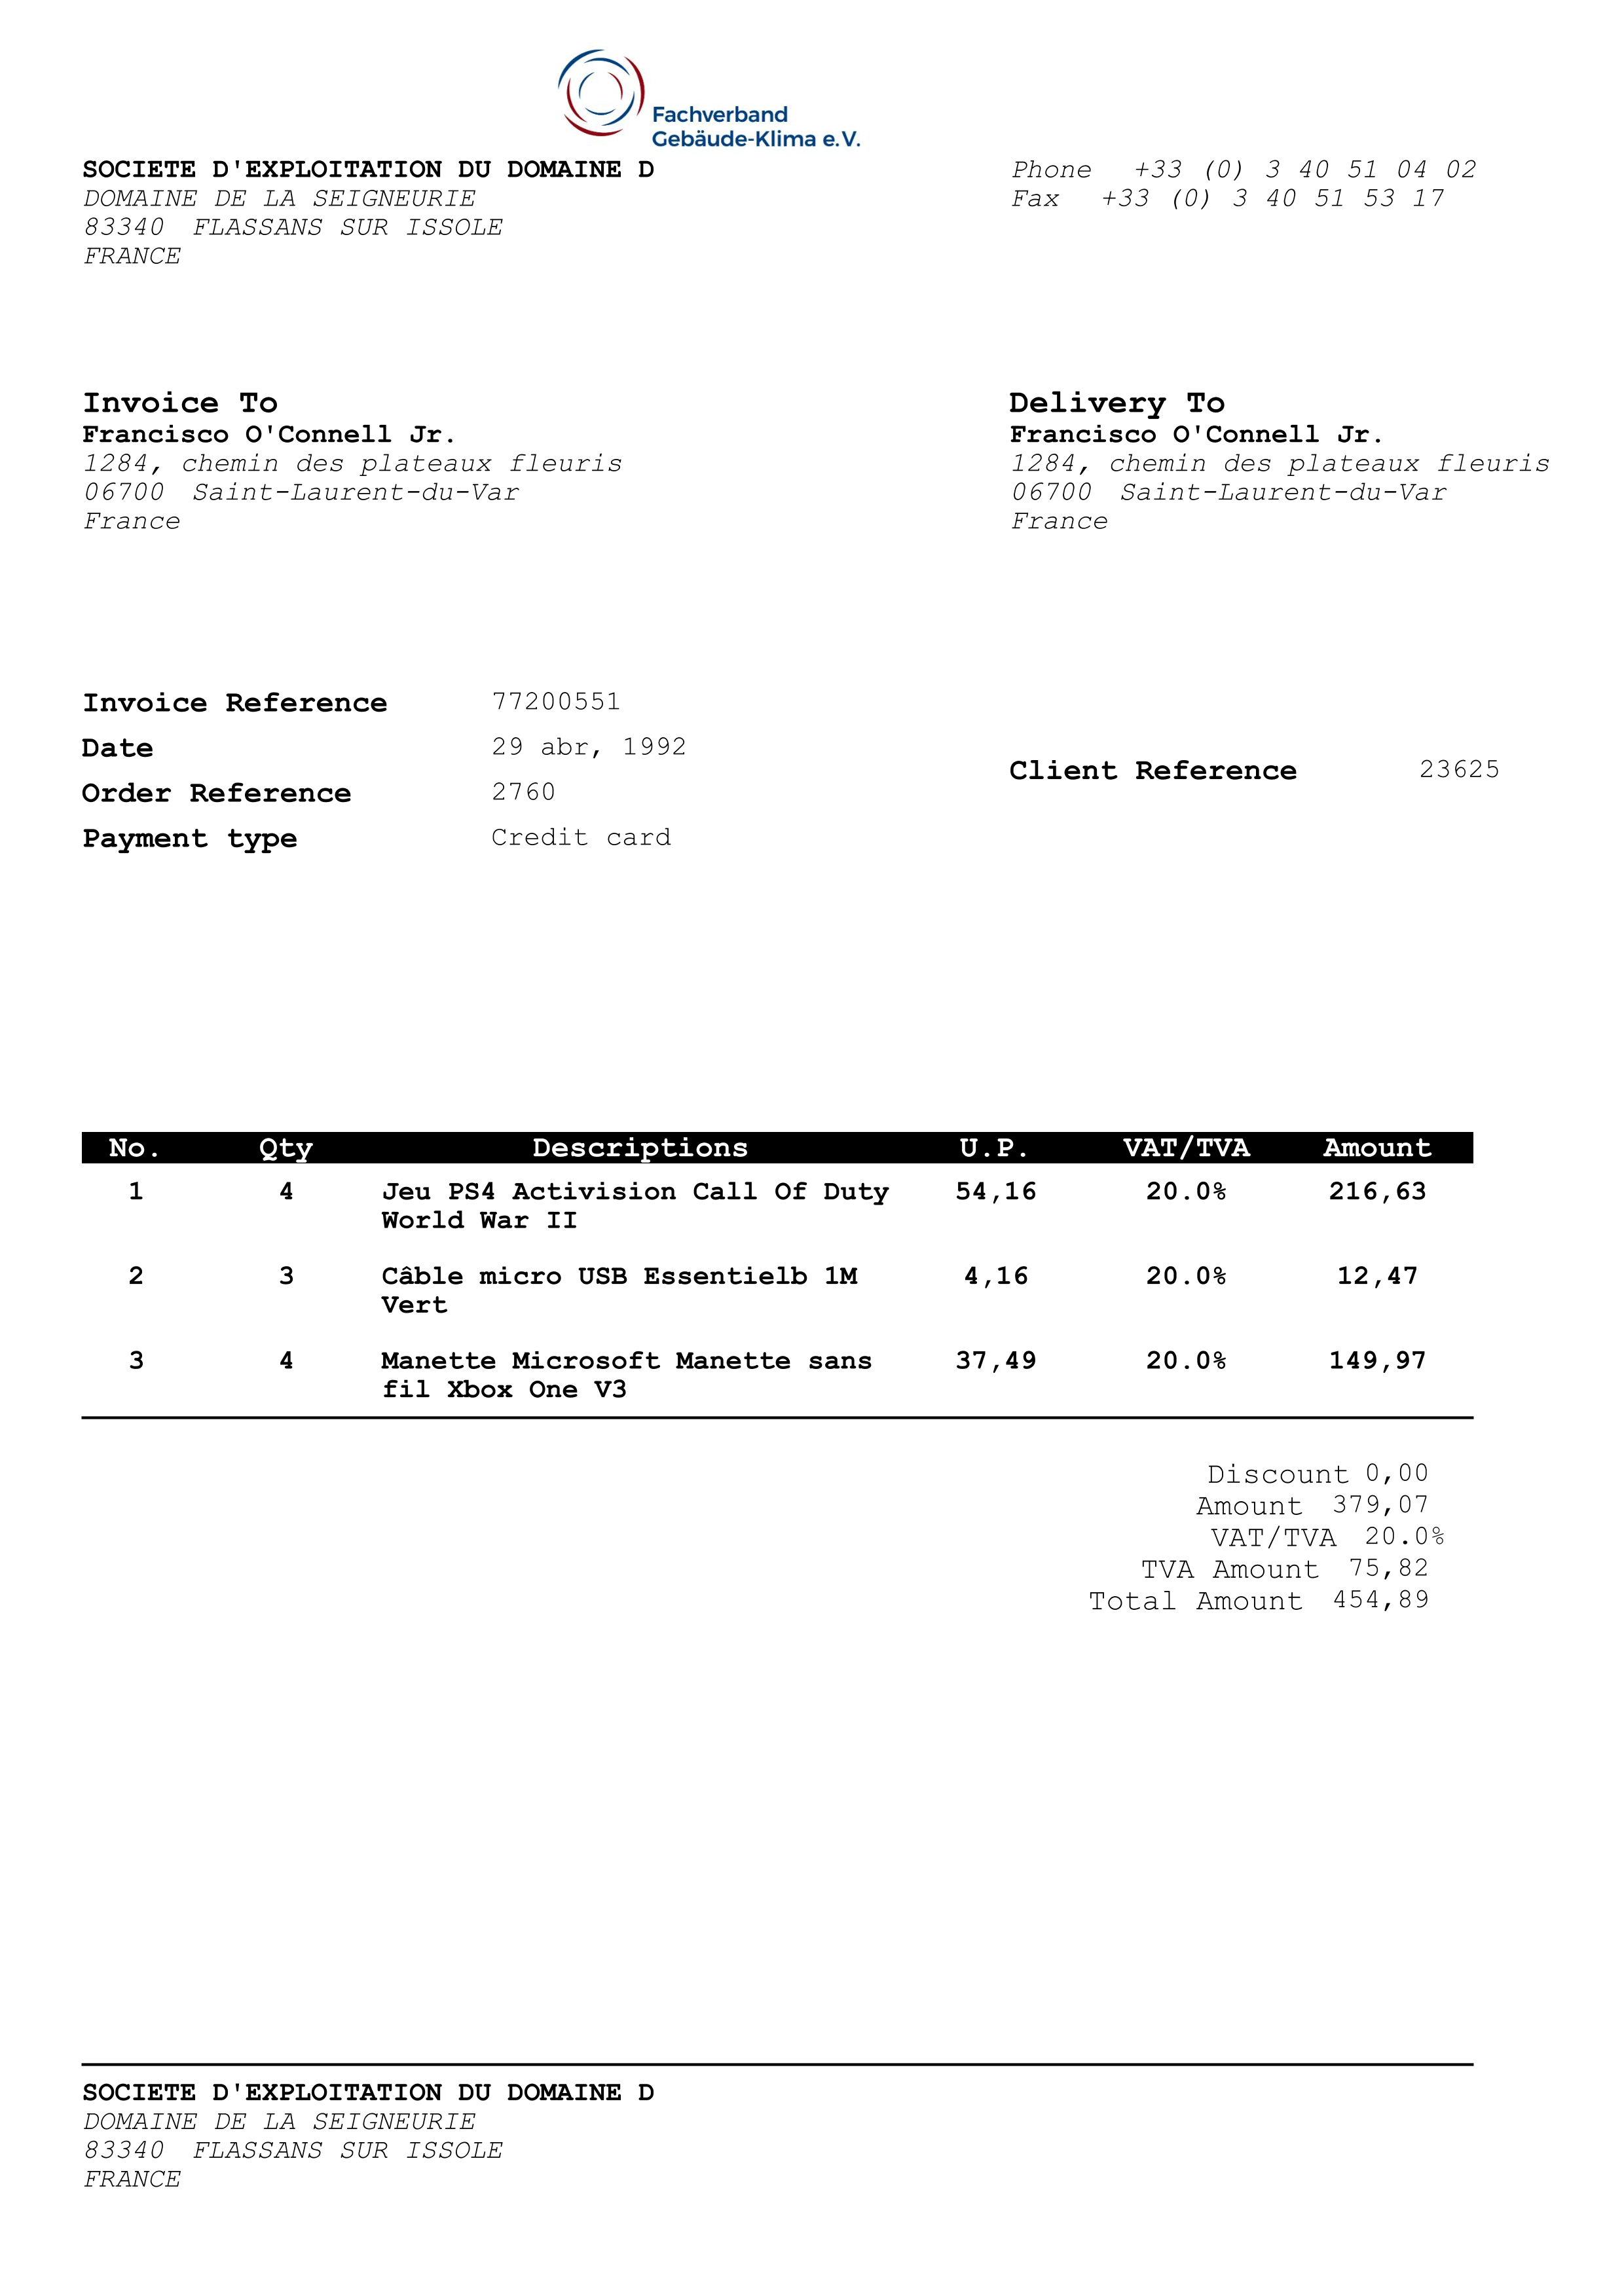 Fachverband
Gebäude-Klima e.V.
SOCIETE D'EXPLOITATION DU DOMAINE D
DOMAINE DE LA SEIGNEURIE
83340 FLASSANS SUR ISSOLE
FRANCE
Phone +33 (0) 3 40 51 04 02
Fax +33 (0) 3 40 51 53 17
Invoice To
Francisco O'Connell Jr.
1284, chemin des plateaux fleuris
06700 Saint-Laurent-du-Var
France
Delivery To
Francisco O'Connell Jr.
1284, chemin des plateaux fleuris
06700 Saint-Laurent-du-Var
France
Invoice Reference 77200551
Date 29 abr, 1992
Order Reference 2760
Payment type Credit card
Client Reference 23625
No. Qty Descriptions U.P. VAT/TVA Amount
1 4 Jeu PS4 Activision Call Of Duty 54,16 20.0% 216,63
World War II
2 3 Câble micro USB Essentielb 1M 4,16 20.0% 12,47
Vert
3 4 Manette Microsoft Manette sans 37,49 20.0% 149,97
fil Xbox One V3
Discount 0,00
Amount 379,07
VAT/TVA 20.0%
TVA Amount 75,82
Total Amount 454,89
SOCIETE D'EXPLOITATION DU DOMAINE D
DOMAINE DE LA SEIGNEURIE
83340 FLASSANS SUR ISSOLE
FRANCE